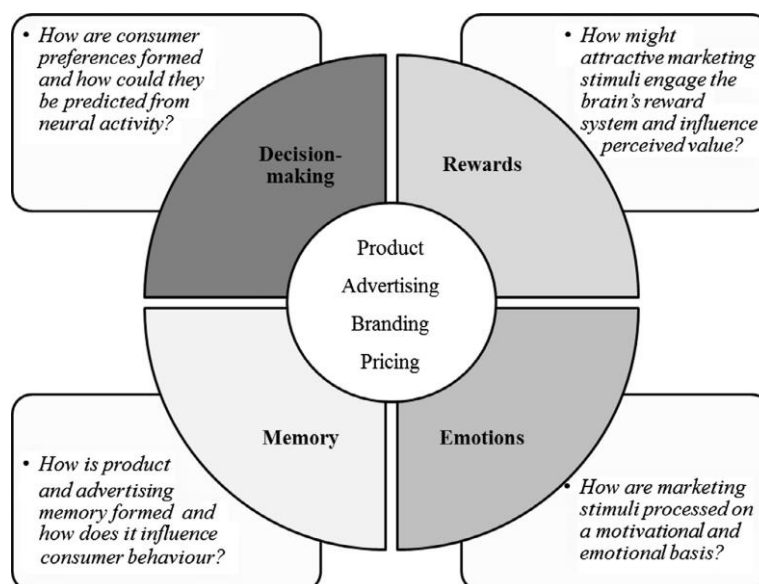 • How are consumer
preferences formed
and how could they
be predicted from
neural activity?
• How might
attractive marketing
stimuli engage the
brain's reward
system and influence
perceived value?
Decision-
making
Rewards
Product
Advertising
Branding
Pricing
Memory
Emotions
• How is product
and advertising
memory formed and
how does it influence
consumer behaviour?
• How are marketing
stimuli processed on
a motivational and
emotional basis?